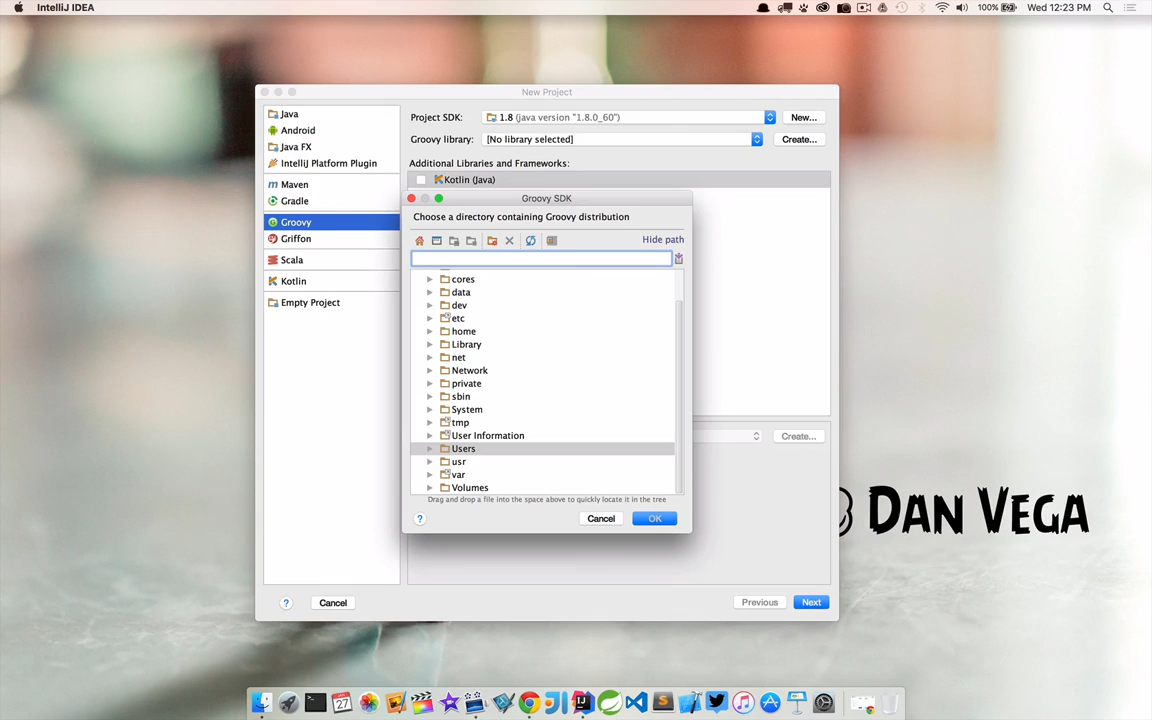 IntelliJ IDEA
100%
Wed 12:23 PM
New Project
Java
Android
Java FX
IntelliJ Platform Plugin
Maven
Gradle
Groovy
Griffon
Scala
Kotlin
Empty Project
Project SDK:
1.8 (java version "1.8.0_60")
New...
Groovy library:
[No library selected]
Create...
Additional Libraries and Frameworks:
Kotlin (Java)
Groovy SDK
Choose a directory containing Groovy distribution
Hide path
cores
data
dev
etc
home
Library
net
Network
private
sbin
System
tmp
User Information
Users
usr
var
Volumes
Drag and drop a file into the space above to quickly locate it in the tree
?
Cancel
OK
Create...
?
Cancel
Previous
Next
DAN VEGA
27